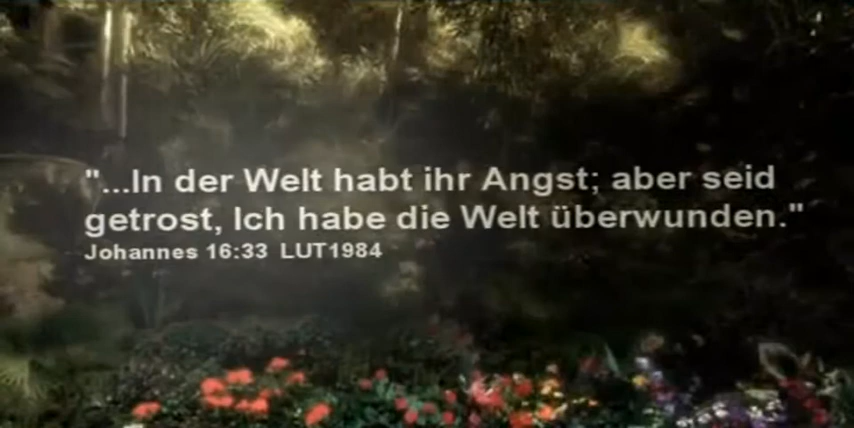 "...In der Welt habt ihr Angst; aber seid
getrost, Ich habe die Welt überwunden."
Johannes 16:33 LUT1984